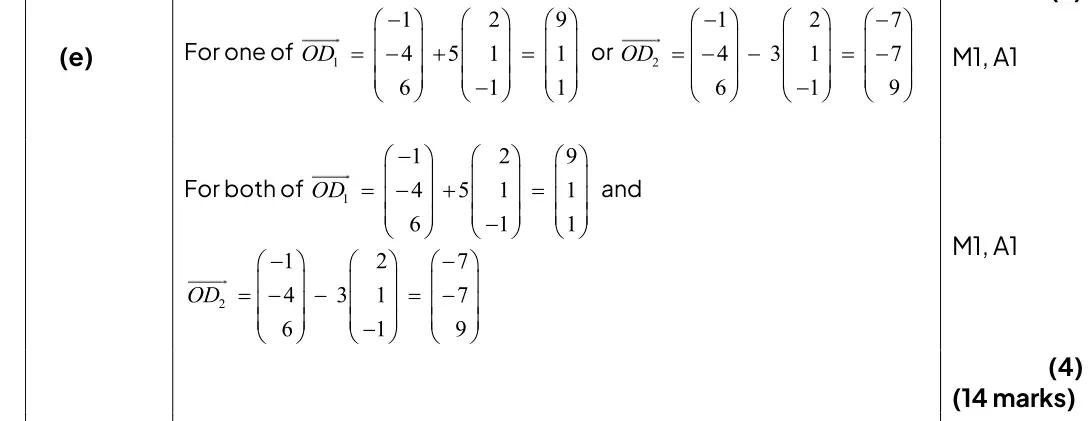 (e) For one of $\overrightarrow{OD_1} = \begin{pmatrix} -1 \\ -4 \\ 6 \end{pmatrix} + 5\begin{pmatrix} 2 \\ 1 \\ -1 \end{pmatrix} = \begin{pmatrix} 9 \\ 1 \\ 1 \end{pmatrix}$ or $\overrightarrow{OD_2} = \begin{pmatrix} -1 \\ -4 \\ 6 \end{pmatrix} - 3\begin{pmatrix} 2 \\ 1 \\ -1 \end{pmatrix} = \begin{pmatrix} -7 \\ -7 \\ 9 \end{pmatrix}$ M1, A1
For both of $\overrightarrow{OD_1} = \begin{pmatrix} -1 \\ -4 \\ 6 \end{pmatrix} + 5\begin{pmatrix} 2 \\ 1 \\ -1 \end{pmatrix} = \begin{pmatrix} 9 \\ 1 \\ 1 \end{pmatrix}$ and
$\overrightarrow{OD_2} = \begin{pmatrix} -1 \\ -4 \\ 6 \end{pmatrix} - 3\begin{pmatrix} 2 \\ 1 \\ -1 \end{pmatrix} = \begin{pmatrix} -7 \\ -7 \\ 9 \end{pmatrix}$ M1, A1
(4)
(14 marks)